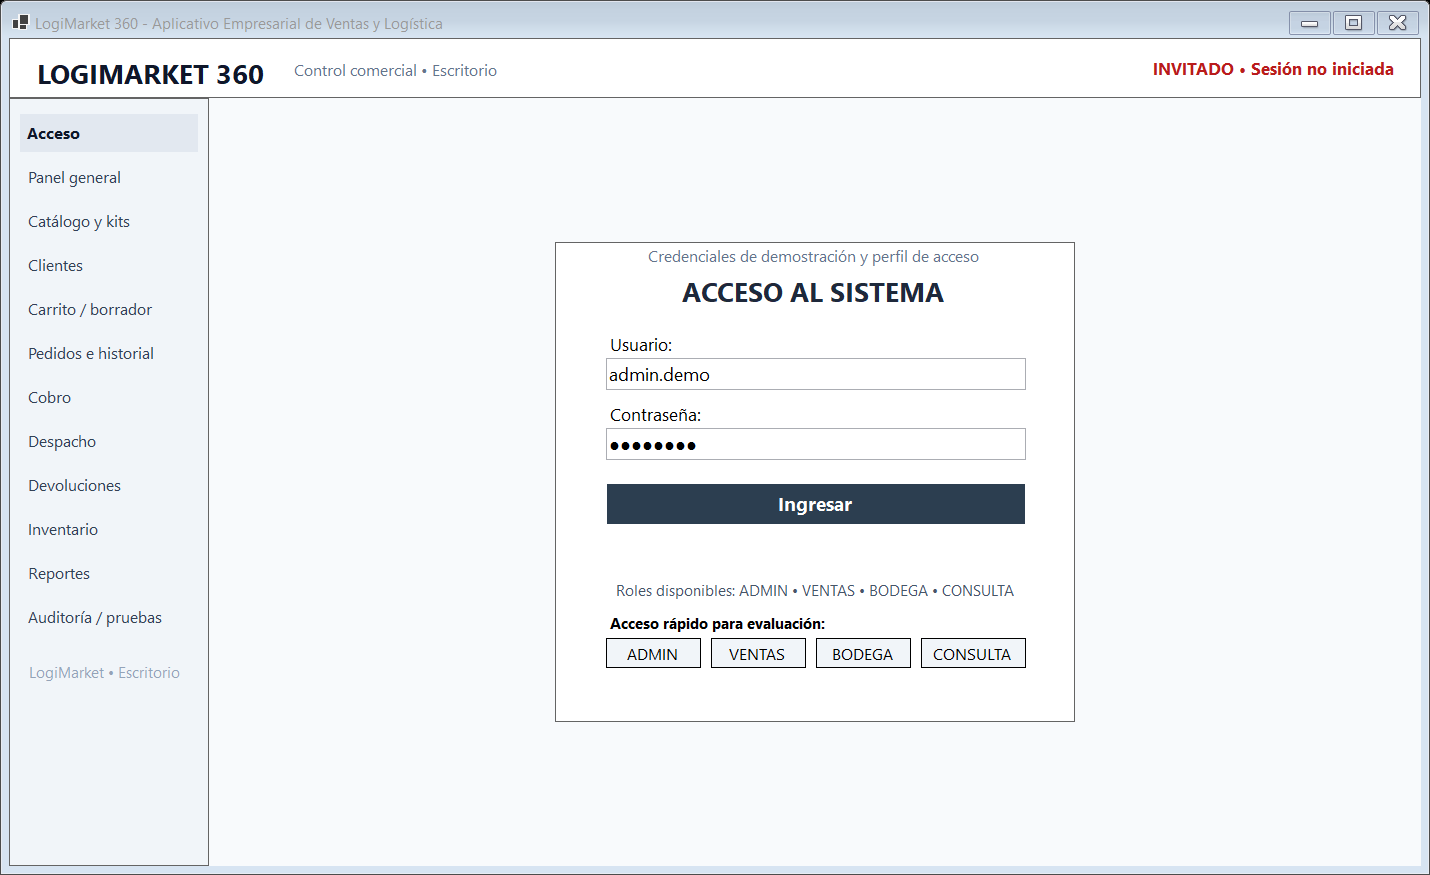 LogiMarket 360 - Aplicativo Empresarial de Ventas y Logística
LOGIMARKET 360
Control comercial • Escritorio
INVITADO • Sesión no iniciada
Acceso
Panel general
Catálogo y kits
Clientes
Carrito / borrador
Pedidos e historial
Cobro
Despacho
Devoluciones
Inventario
Reportes
Auditoría / pruebas
LogiMarket • Escritorio
Credenciales de demostración y perfil de acceso
ACCESO AL SISTEMA
Usuario:
admin.demo
Contraseña:
●●●●●●●●
Ingresar
Roles disponibles: ADMIN • VENTAS • BODEGA • CONSULTA
Acceso rápido para evaluación:
ADMIN VENTAS BODEGA CONSULTA